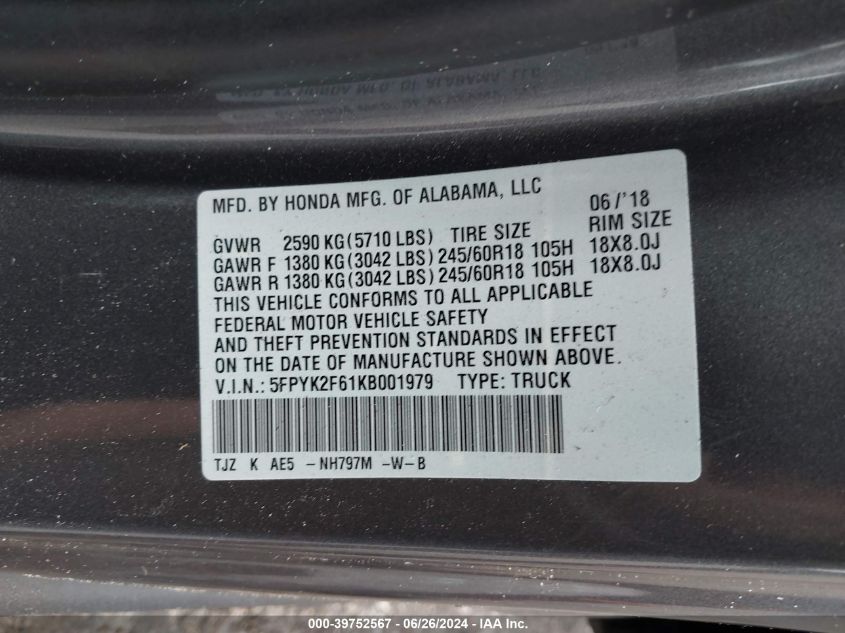 MFD. BY HONDA MFG. OF ALABAMA, LLC 06/'18
GVWR 2590 KG (5710 LBS) TIRE SIZE RIM SIZE
GAWR F 1380 KG (3042 LBS) 245/60R18 105H 18X8.0J
GAWR R 1380 KG (3042 LBS) 245/60R18 105H 18X8.0J
THIS VEHICLE CONFORMS TO ALL APPLICABLE
FEDERAL MOTOR VEHICLE SAFETY
AND THEFT PREVENTION STANDARDS IN EFFECT
ON THE DATE OF MANUFACTURE SHOWN ABOVE.
V.I.N.: 5FPYK2F61KB001979 TYPE: TRUCK
TJZ K AE5 -NH797M -W-B
000-39752567 - 06/26/2024 - IMAGE 9 OF